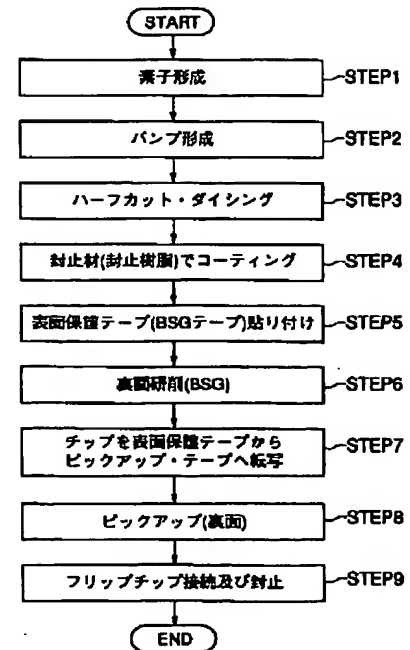 START
素子形成
STEP1
バンプ形成
STEP2
ハーフカット・ダイシング
STEP3
封止材(封止樹脂)でコーティング
STEP4
表面保護テープ(BSGテープ)貼り付け
STEP5
裏面研削(BSG)
STEP6
チップを表面保護テープから
ピックアップ・テープへ転写
STEP7
ピックアップ(裏面)
STEP8
フリップチップ接続及び封止
STEP9
END